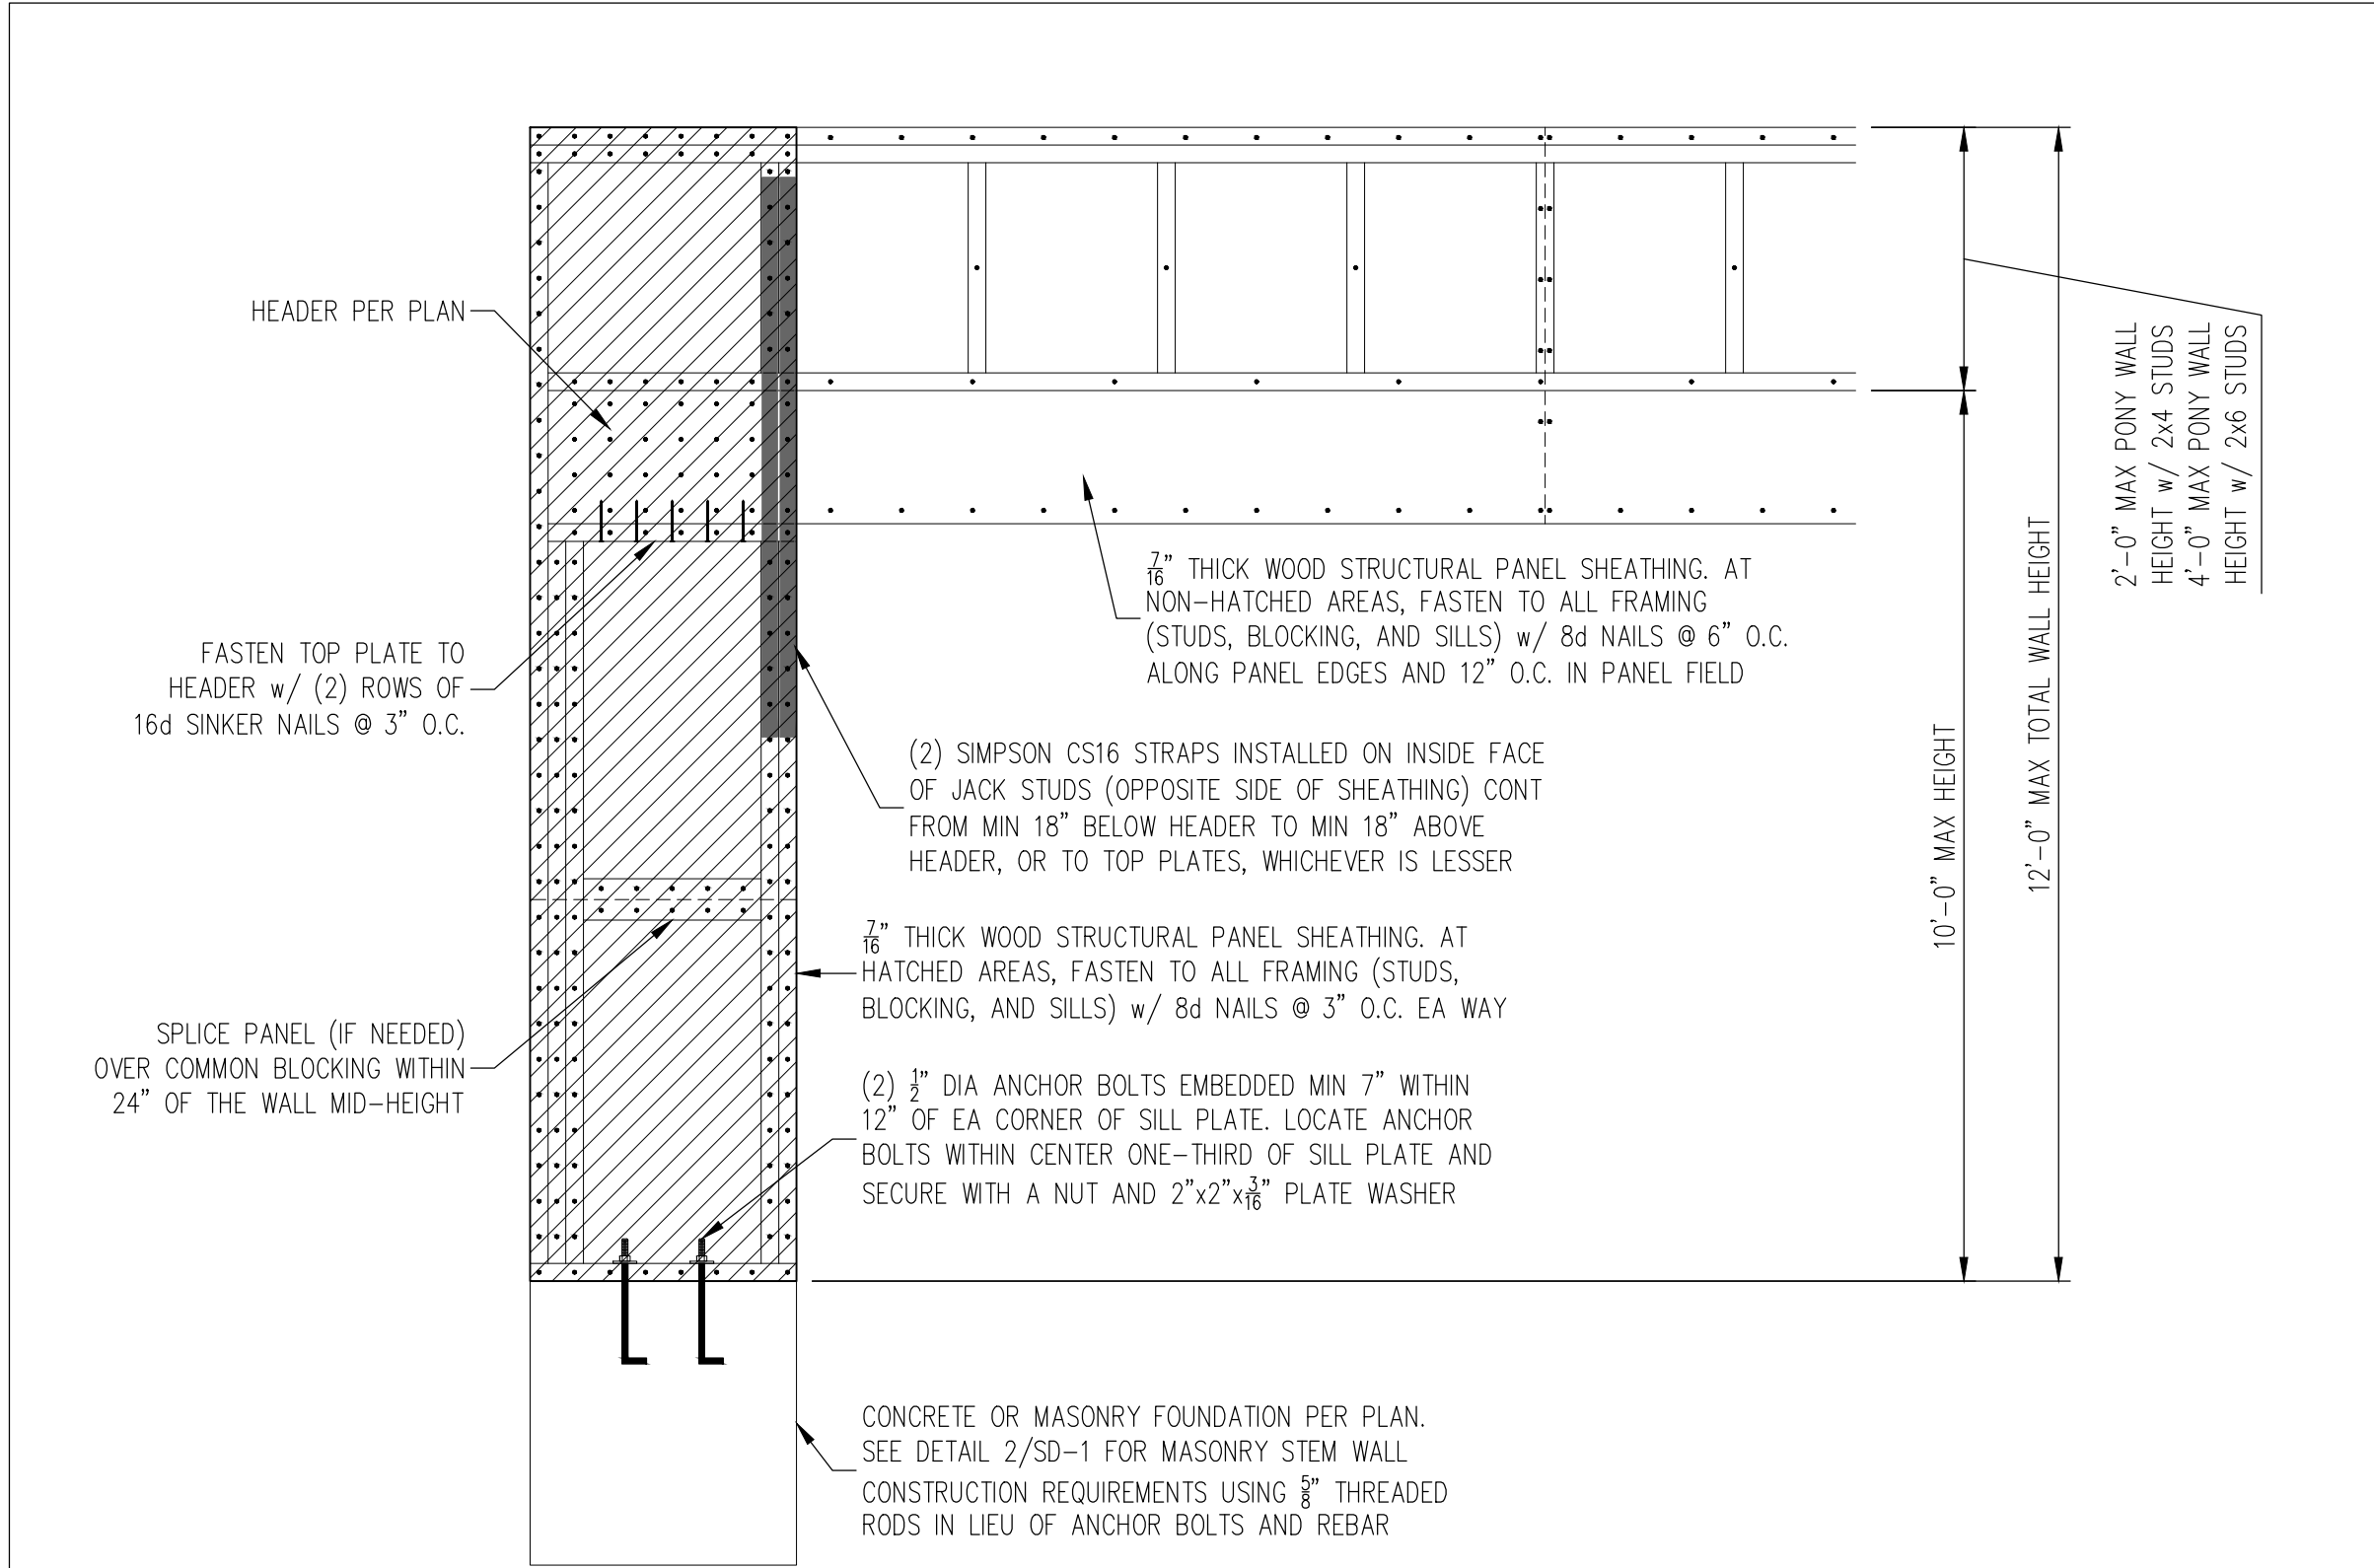 HEADER PER PLAN
FASTEN TOP PLATE TO
HEADER w/ (2) ROWS OF
16d SINKER NAILS @ 3" O.C.
SPLICE PANEL (IF NEEDED)
OVER COMMON BLOCKING WITHIN
24" OF THE WALL MID-HEIGHT
7/16" THICK WOOD STRUCTURAL PANEL SHEATHING. AT
NON-HATCHED AREAS, FASTEN TO ALL FRAMING
(STUDS, BLOCKING, AND SILLS) w/ 8d NAILS @ 6" O.C.
ALONG PANEL EDGES AND 12" O.C. IN PANEL FIELD
(2) SIMPSON CS16 STRAPS INSTALLED ON INSIDE FACE
OF JACK STUDS (OPPOSITE SIDE OF SHEATHING) CONT
FROM MIN 18" BELOW HEADER TO MIN 18" ABOVE
HEADER, OR TO TOP PLATES, WHICHEVER IS LESSER
7/16" THICK WOOD STRUCTURAL PANEL SHEATHING. AT
HATCHED AREAS, FASTEN TO ALL FRAMING (STUDS,
BLOCKING, AND SILLS) w/ 8d NAILS @ 3" O.C. EA WAY
(2) 1/2" DIA ANCHOR BOLTS EMBEDDED MIN 7" WITHIN
12" OF EA CORNER OF SILL PLATE. LOCATE ANCHOR
BOLTS WITHIN CENTER ONE-THIRD OF SILL PLATE AND
SECURE WITH A NUT AND 2"x2"x3/16" PLATE WASHER
CONCRETE OR MASONRY FOUNDATION PER PLAN.
SEE DETAIL 2/SD-1 FOR MASONRY STEM WALL
CONSTRUCTION REQUIREMENTS USING 5/8" THREADED
RODS IN LIEU OF ANCHOR BOLTS AND REBAR
10'-0" MAX HEIGHT
12'-0" MAX TOTAL WALL HEIGHT
2'-0" MAX PONY WALL
HEIGHT w/ 2x4 STUDS
4'-0" MAX PONY WALL
HEIGHT w/ 2x6 STUDS